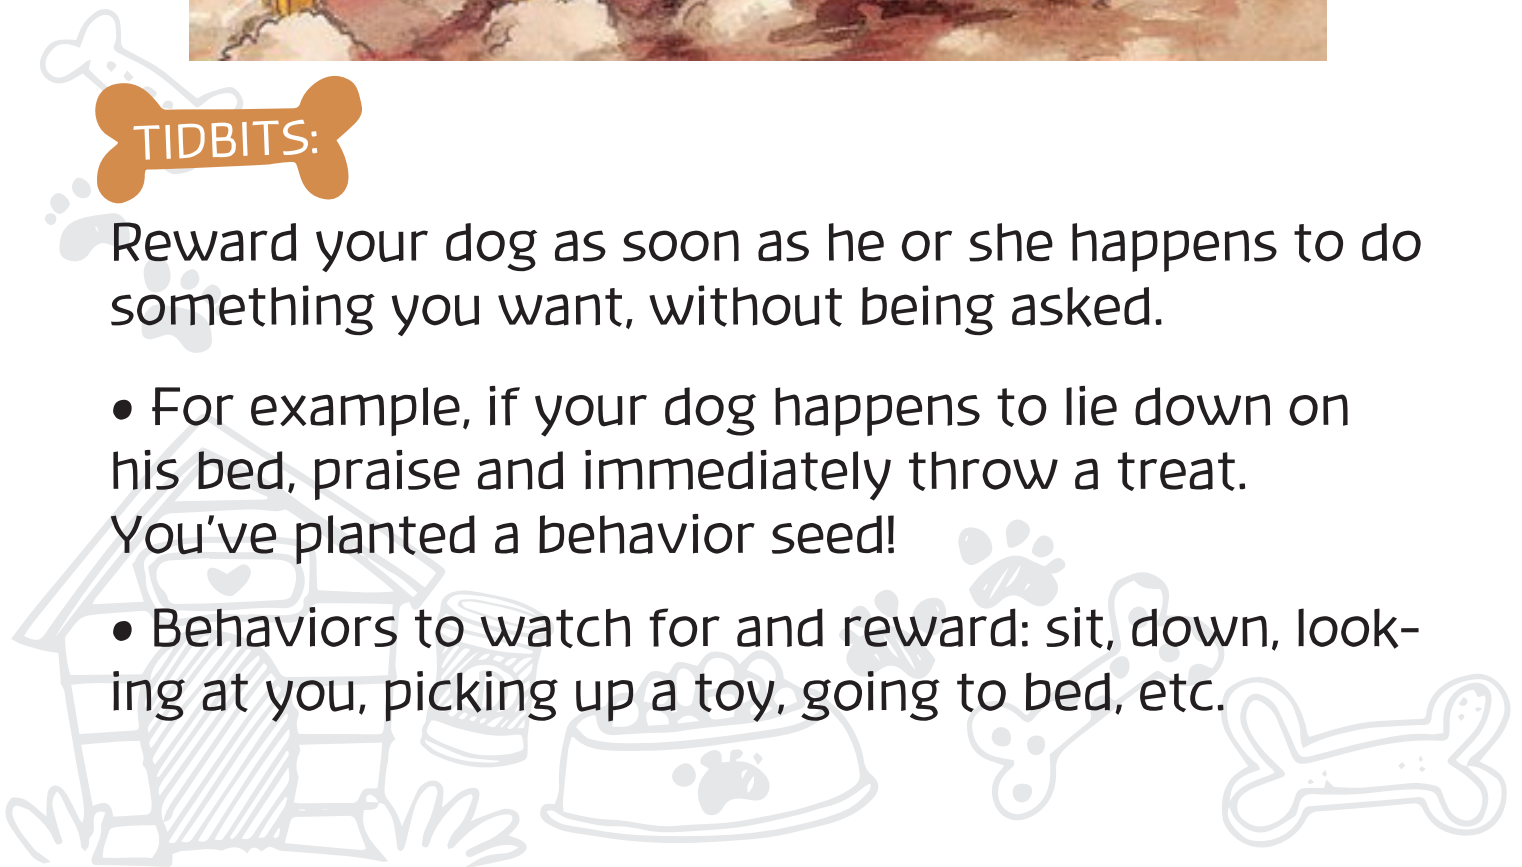 TIDBITS:
Reward your dog as soon as he or she happens to do
something you want, without being asked.
• For example, if your dog happens to lie down on
his bed, praise and immediately throw a treat.
You’ve planted a behavior seed!
• Behaviors to watch for and reward: sit, down, look-
ing at you, picking up a toy, going to bed, etc.